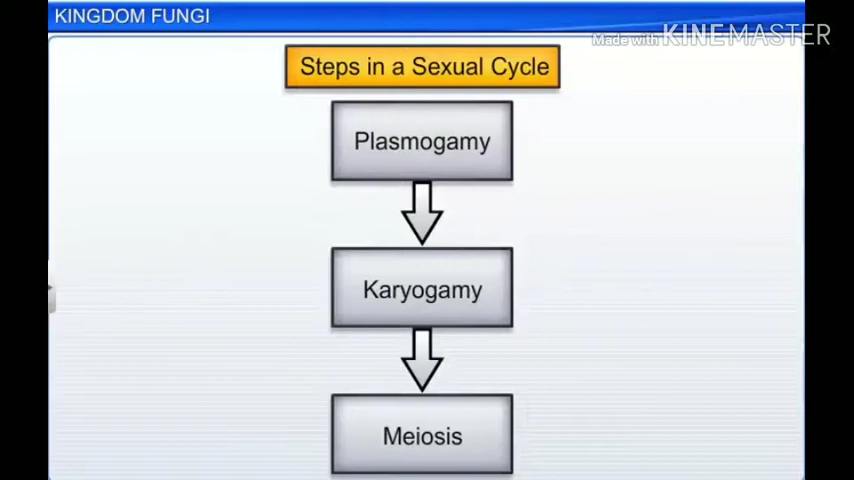 KINGDOM FUNGI
Made with KINEMASTER
Steps in a Sexual Cycle
Plasmogamy
Karyogamy
Meiosis